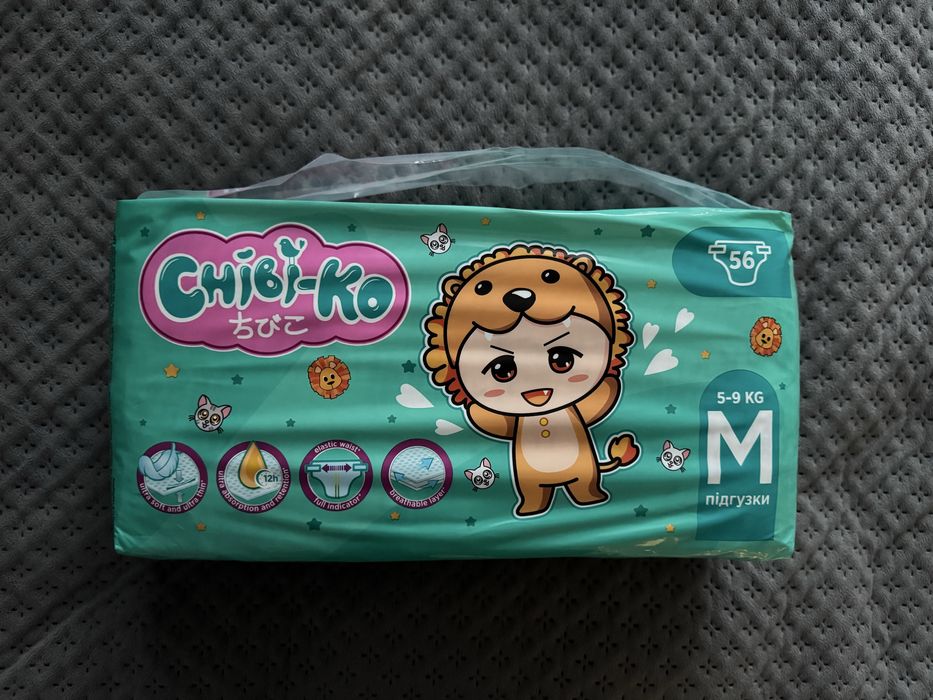 CHiBi-KO
ちびこ
56
5-9 KG
M
підгузки
ultra soft and ultra thin*
12h*
ultra absorption and retention*
elastic waist*
full indicator*
breathable layer*